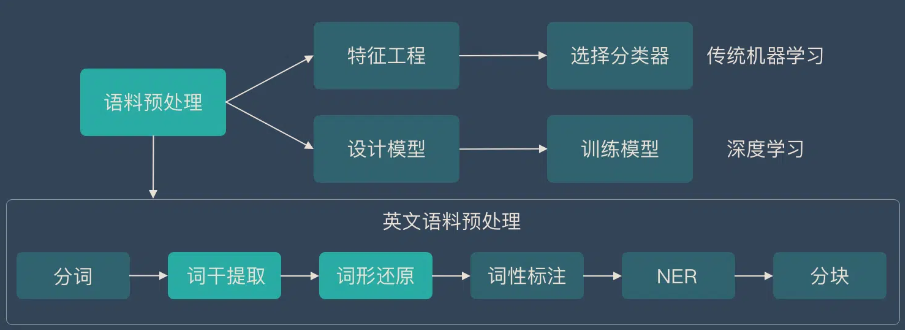 特征工程
选择分类器
传统机器学习
语料预处理
设计模型
训练模型
深度学习
英文语料预处理
分词
词干提取
词形还原
词性标注
NER
分块